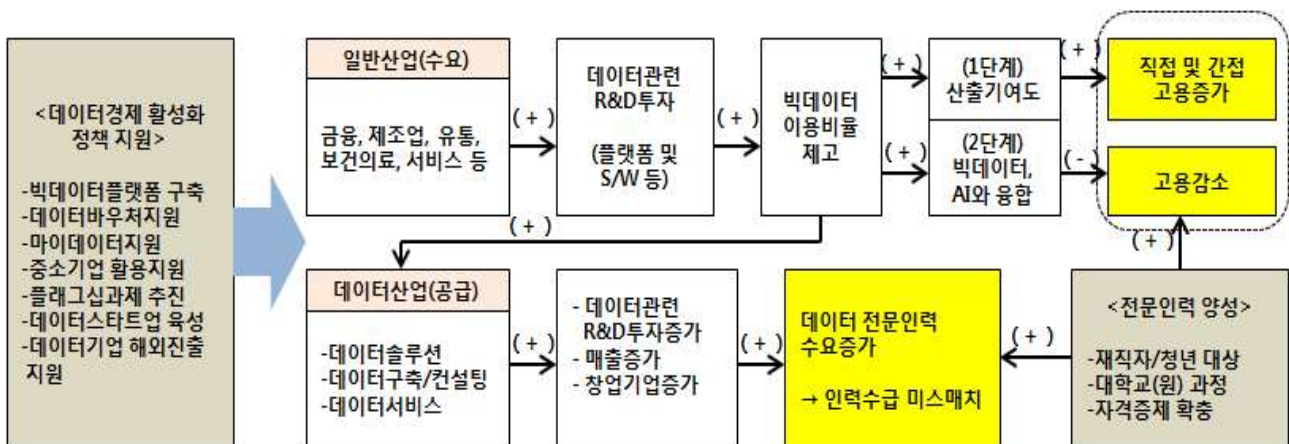 <데이터경제 활성화
정책 지원>
-빅데이터플랫폼 구축
-데이터바우처지원
-마이데이터지원
-중소기업 활용지원
-플래그십과제 추진
-데이터스타트업 육성
-데이터기업 해외진출
지원
일반산업(수요)
금융, 제조업, 유통,
보건의료, 서비스 등
( + )
데이터관련
R&D투자
(플랫폼 및
S/W 등)
( + )
빅데이터
이용비율
제고
( + )
(1단계)
산출기여도
( + )
직접 및 간접
고용증가
( + )
(2단계)
빅데이터,
AI와 융합
( - )
고용감소
( + )
( + )
데이터산업(공급)
-데이터솔루션
-데이터구축/컨설팅
-데이터서비스
( + )
- 데이터관련
R&D투자증가
- 매출증가
- 창업기업증가
( + )
데이터 전문인력
수요증가
→ 인력수급 미스매치
( + )
<전문인력 양성>
-재직자/청년 대상
-대학교(원) 과정
-자격증제 확충